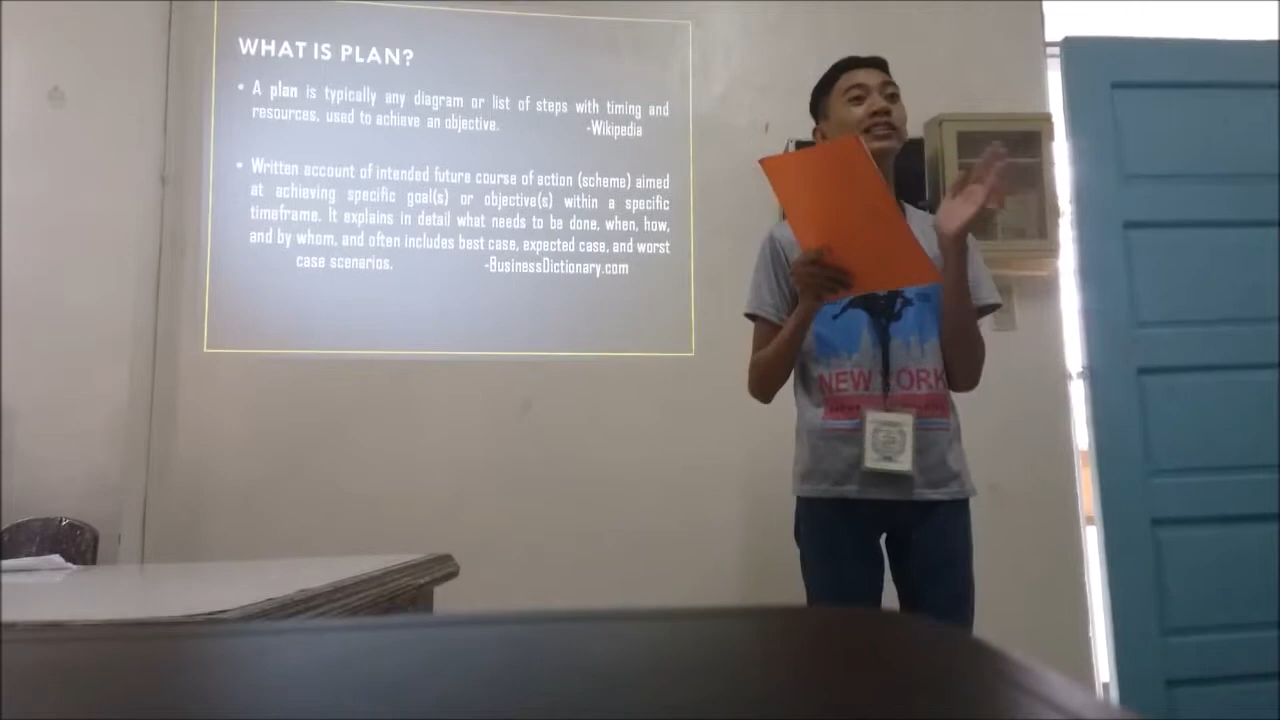 WHAT IS PLAN?
• A plan is typically any diagram or list of steps with timing and
resources, used to achieve an objective. -Wikipedia
• Written account of intended future course of action (scheme) aimed
at achieving specific goal(s) or objective(s) within a specific
timeframe. It explains in detail what needs to be done, when, how,
and by whom, and often includes best case, expected case, and worst
case scenarios. -BusinessDictionary.com
NEW YORK